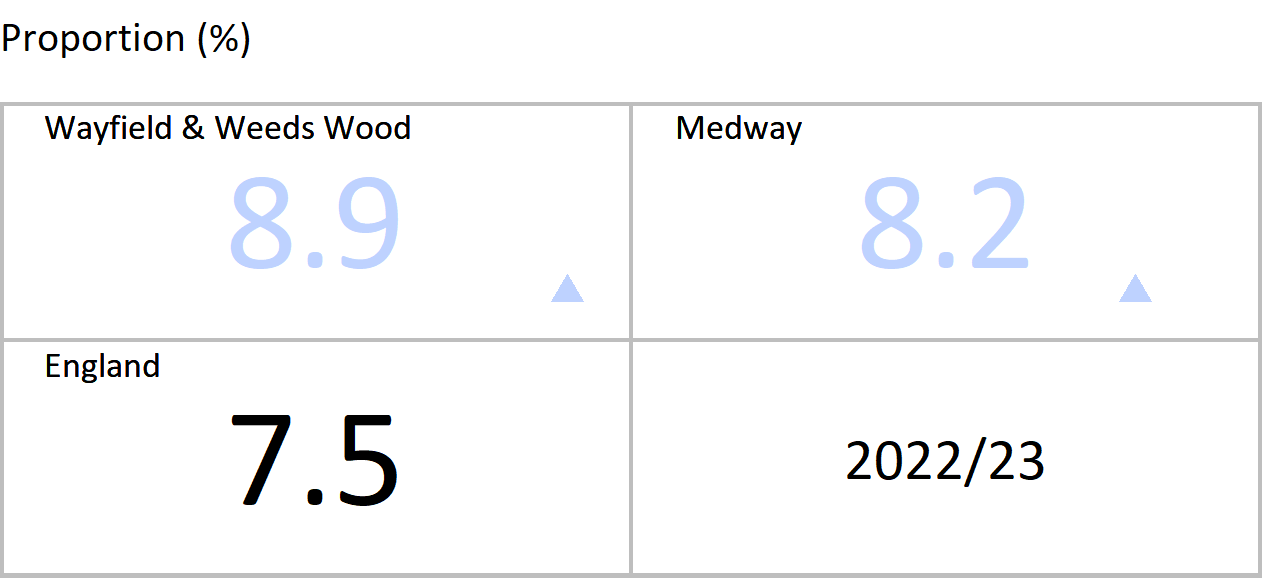 Proportion (%)
Wayfield & Weeds Wood
8.9
Medway
8.2
England
7.5
2022/23